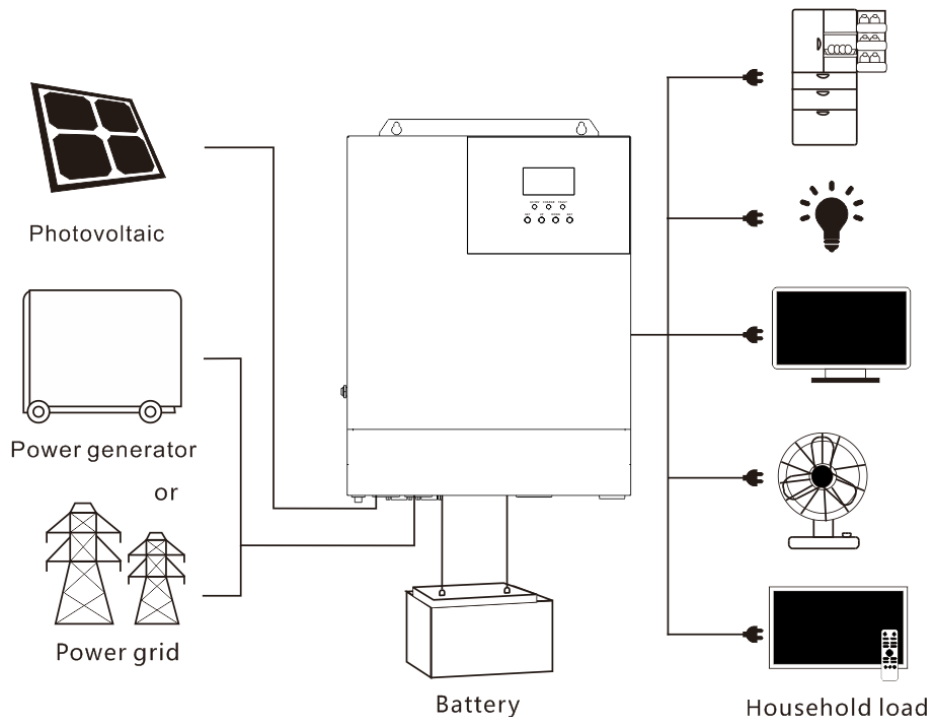 Photovoltaic
Power generator
or
Power grid
Battery
Household load